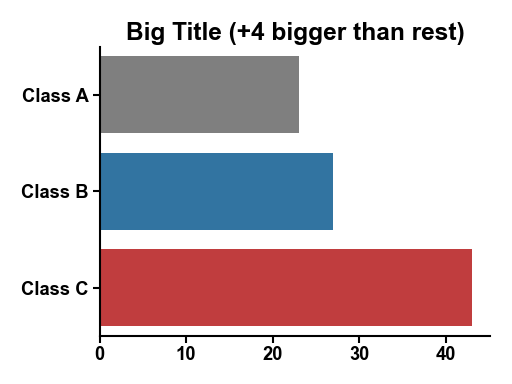 Big Title (+4 bigger than rest)
Class A
Class B
Class C
0 10 20 30 40